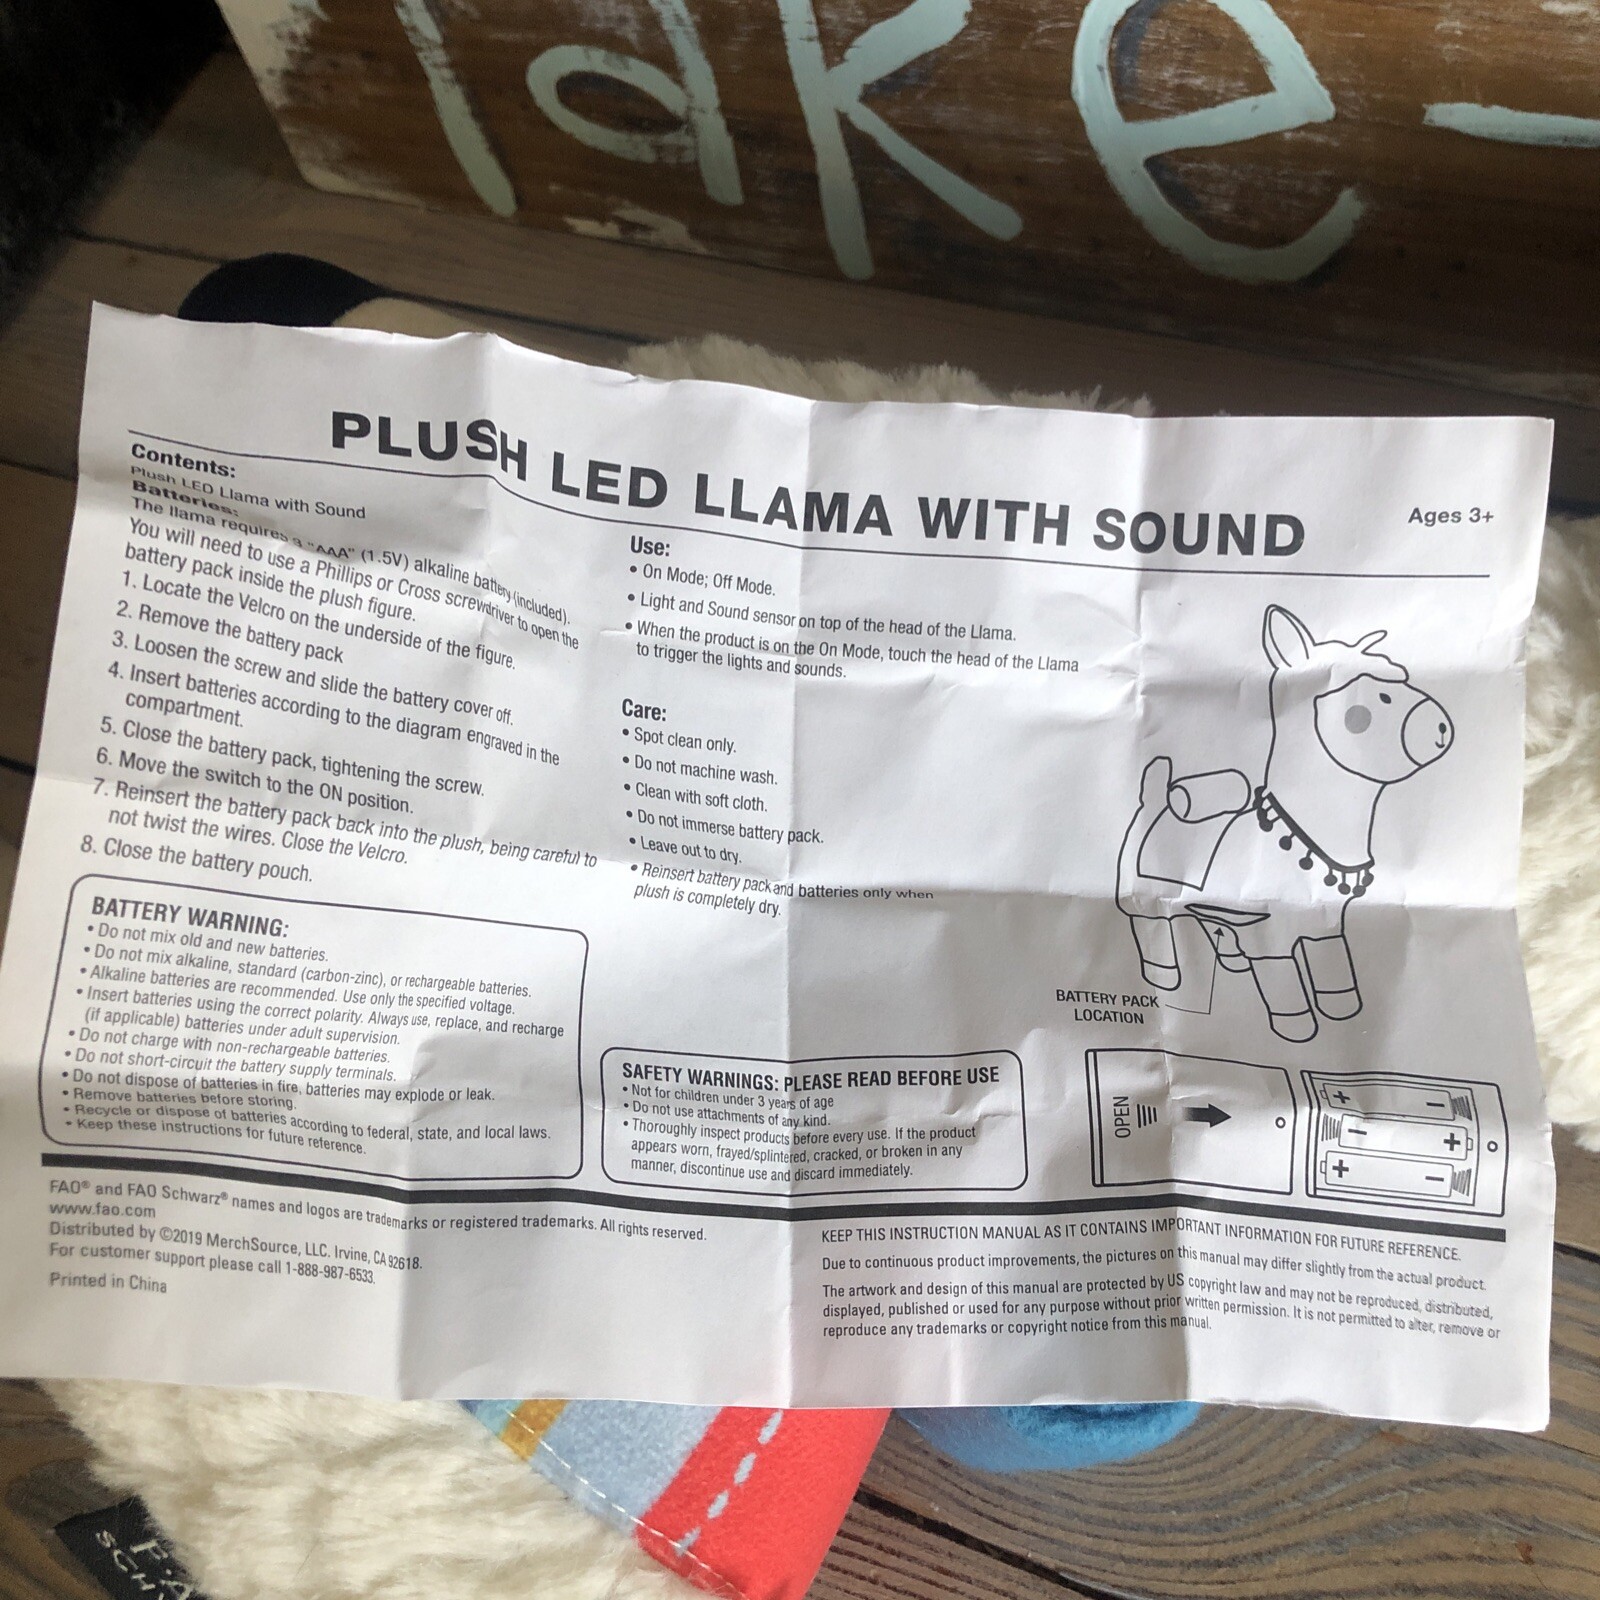 Take-
PLUSH LED LLAMA WITH SOUND
Ages 3+
Contents:
Plush LED Llama with Sound
Batteries:
The llama requires 3 "AAA" (1.5V) alkaline battery (included).
You will need to use a Phillips or Cross screwdriver to open the
battery pack inside the plush figure.
1. Locate the Velcro on the underside of the figure.
2. Remove the battery pack
3. Loosen the screw and slide the battery cover off.
4. Insert batteries according to the diagram engraved in the
compartment.
5. Close the battery pack, tightening the screw.
6. Move the switch to the ON position.
7. Reinsert the battery pack back into the plush, being careful to
not twist the wires. Close the Velcro.
8. Close the battery pouch.
Use:
• On Mode; Off Mode.
• Light and Sound sensor on top of the head of the Llama.
• When the product is on the On Mode, touch the head of the Llama
to trigger the lights and sounds.
Care:
• Spot clean only.
• Do not machine wash.
• Clean with soft cloth.
• Do not immerse battery pack.
• Leave out to dry.
• Reinsert battery pack and batteries only when
plush is completely dry.
BATTERY PACK
LOCATION
BATTERY WARNING:
• Do not mix old and new batteries.
• Do not mix alkaline, standard (carbon-zinc), or rechargeable batteries.
• Alkaline batteries are recommended. Use only the specified voltage.
• Insert batteries using the correct polarity. Always use, replace, and recharge
(if applicable) batteries under adult supervision.
• Do not charge with non-rechargeable batteries.
• Do not short-circuit the battery supply terminals.
• Do not dispose of batteries in fire, batteries may explode or leak.
• Remove batteries before storing.
• Recycle or dispose of batteries according to federal, state, and local laws.
• Keep these instructions for future reference.
SAFETY WARNINGS: PLEASE READ BEFORE USE
• Not for children under 3 years of age
• Do not use attachments of any kind.
• Thoroughly inspect products before every use. If the product
appears worn, frayed/splintered, cracked, or broken in any
manner, discontinue use and discard immediately.
OPEN
+ −
− +
+ −
FAO® and FAO Schwarz® names and logos are trademarks or registered trademarks. All rights reserved.
www.fao.com
Distributed by ©2019 MerchSource, LLC. Irvine, CA 92618.
For customer support please call 1-888-987-6533.
Printed in China
KEEP THIS INSTRUCTION MANUAL AS IT CONTAINS IMPORTANT INFORMATION FOR FUTURE REFERENCE.
Due to continuous product improvements, the pictures on this manual may differ slightly from the actual product.
The artwork and design of this manual are protected by US copyright law and may not be reproduced, distributed,
displayed, published or used for any purpose without prior written permission. It is not permitted to alter, remove or
reproduce any trademarks or copyright notice from this manual.